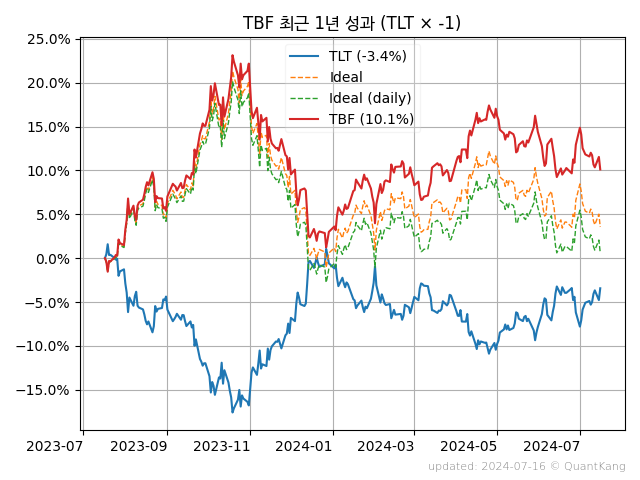 TBF 최근 1년 성과 (TLT × -1)
25.0%
20.0%
15.0%
10.0%
5.0%
0.0%
−5.0%
−10.0%
−15.0%
TLT (-3.4%)
Ideal
Ideal (daily)
TBF (10.1%)
2023-07 2023-09 2023-11 2024-01 2024-03 2024-05 2024-07
updated: 2024-07-16 © QuantKang